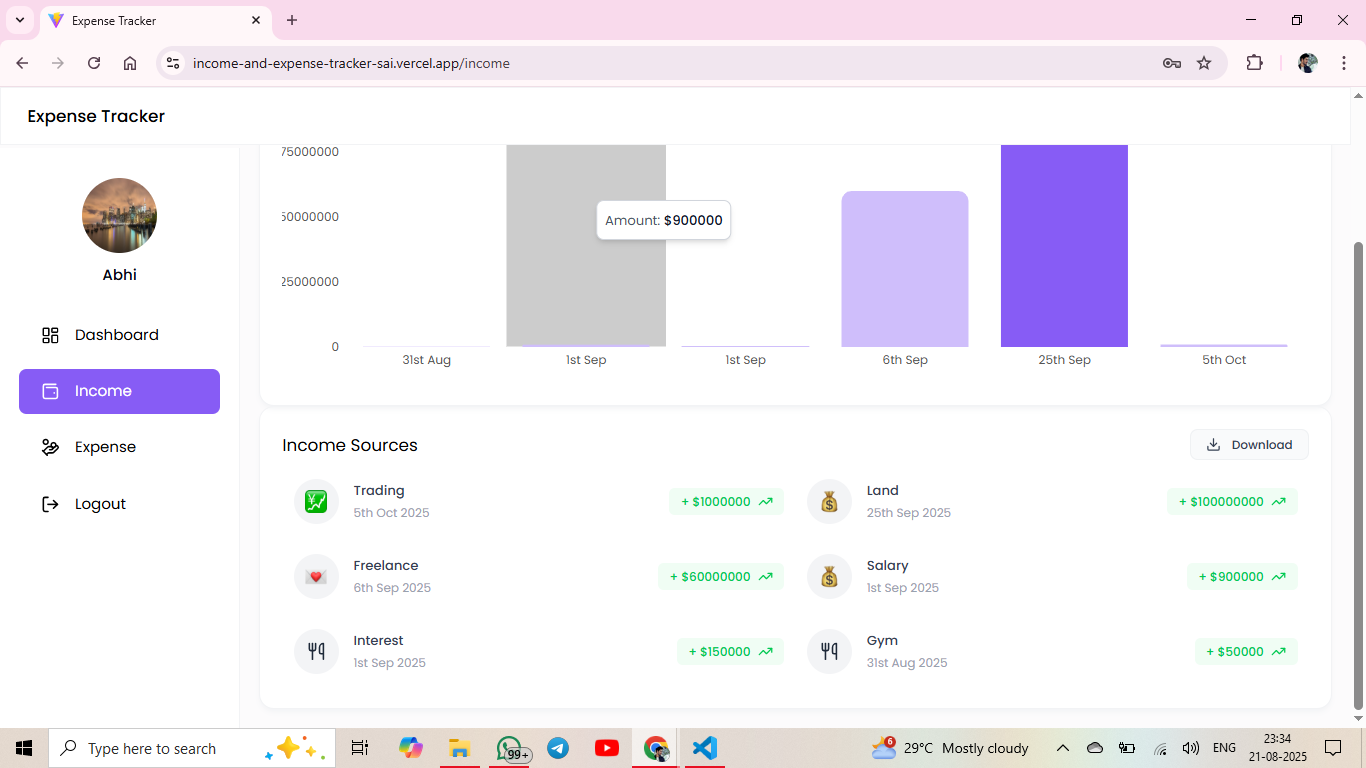 Expense Tracker
income-and-expense-tracker-sai.vercel.app/income
Expense Tracker
Abhi
Dashboard
Income
Expense
Logout
75000000
50000000
25000000
0
Amount: $900000
31st Aug 1st Sep 1st Sep 6th Sep 25th Sep 5th Oct
Income Sources
Download
Trading
5th Oct 2025
+ $1000000
Land
25th Sep 2025
+ $100000000
Freelance
6th Sep 2025
+ $60000000
Salary
1st Sep 2025
+ $900000
Interest
1st Sep 2025
+ $150000
Gym
31st Aug 2025
+ $50000
Type here to search
99+
6
29°C Mostly cloudy
ENG
23:34
21-08-2025